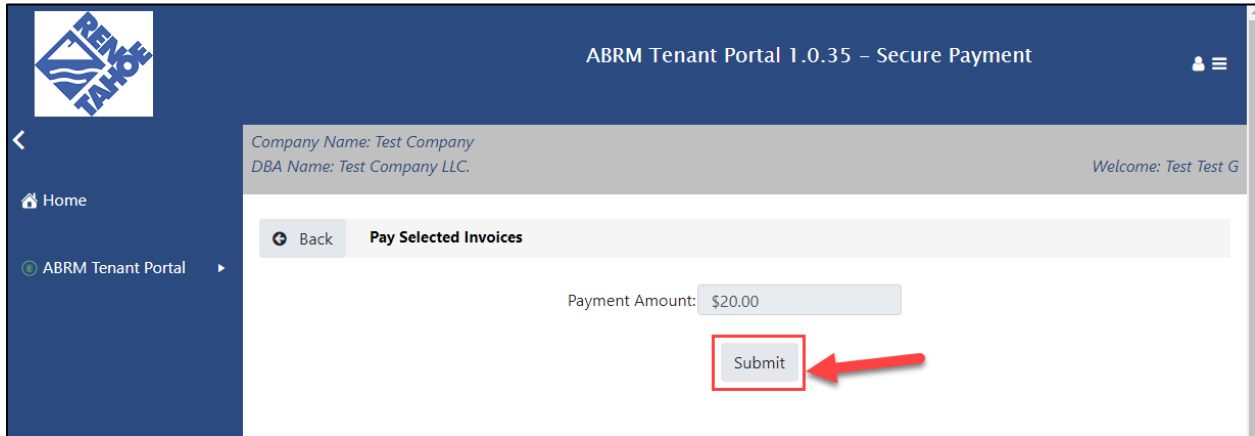 RENO
TAHOE
ABRM Tenant Portal 1.0.35 – Secure Payment
Company Name: Test Company
DBA Name: Test Company LLC.
Welcome: Test Test G
Home
ABRM Tenant Portal
Back
Pay Selected Invoices
Payment Amount:
$20.00
Submit